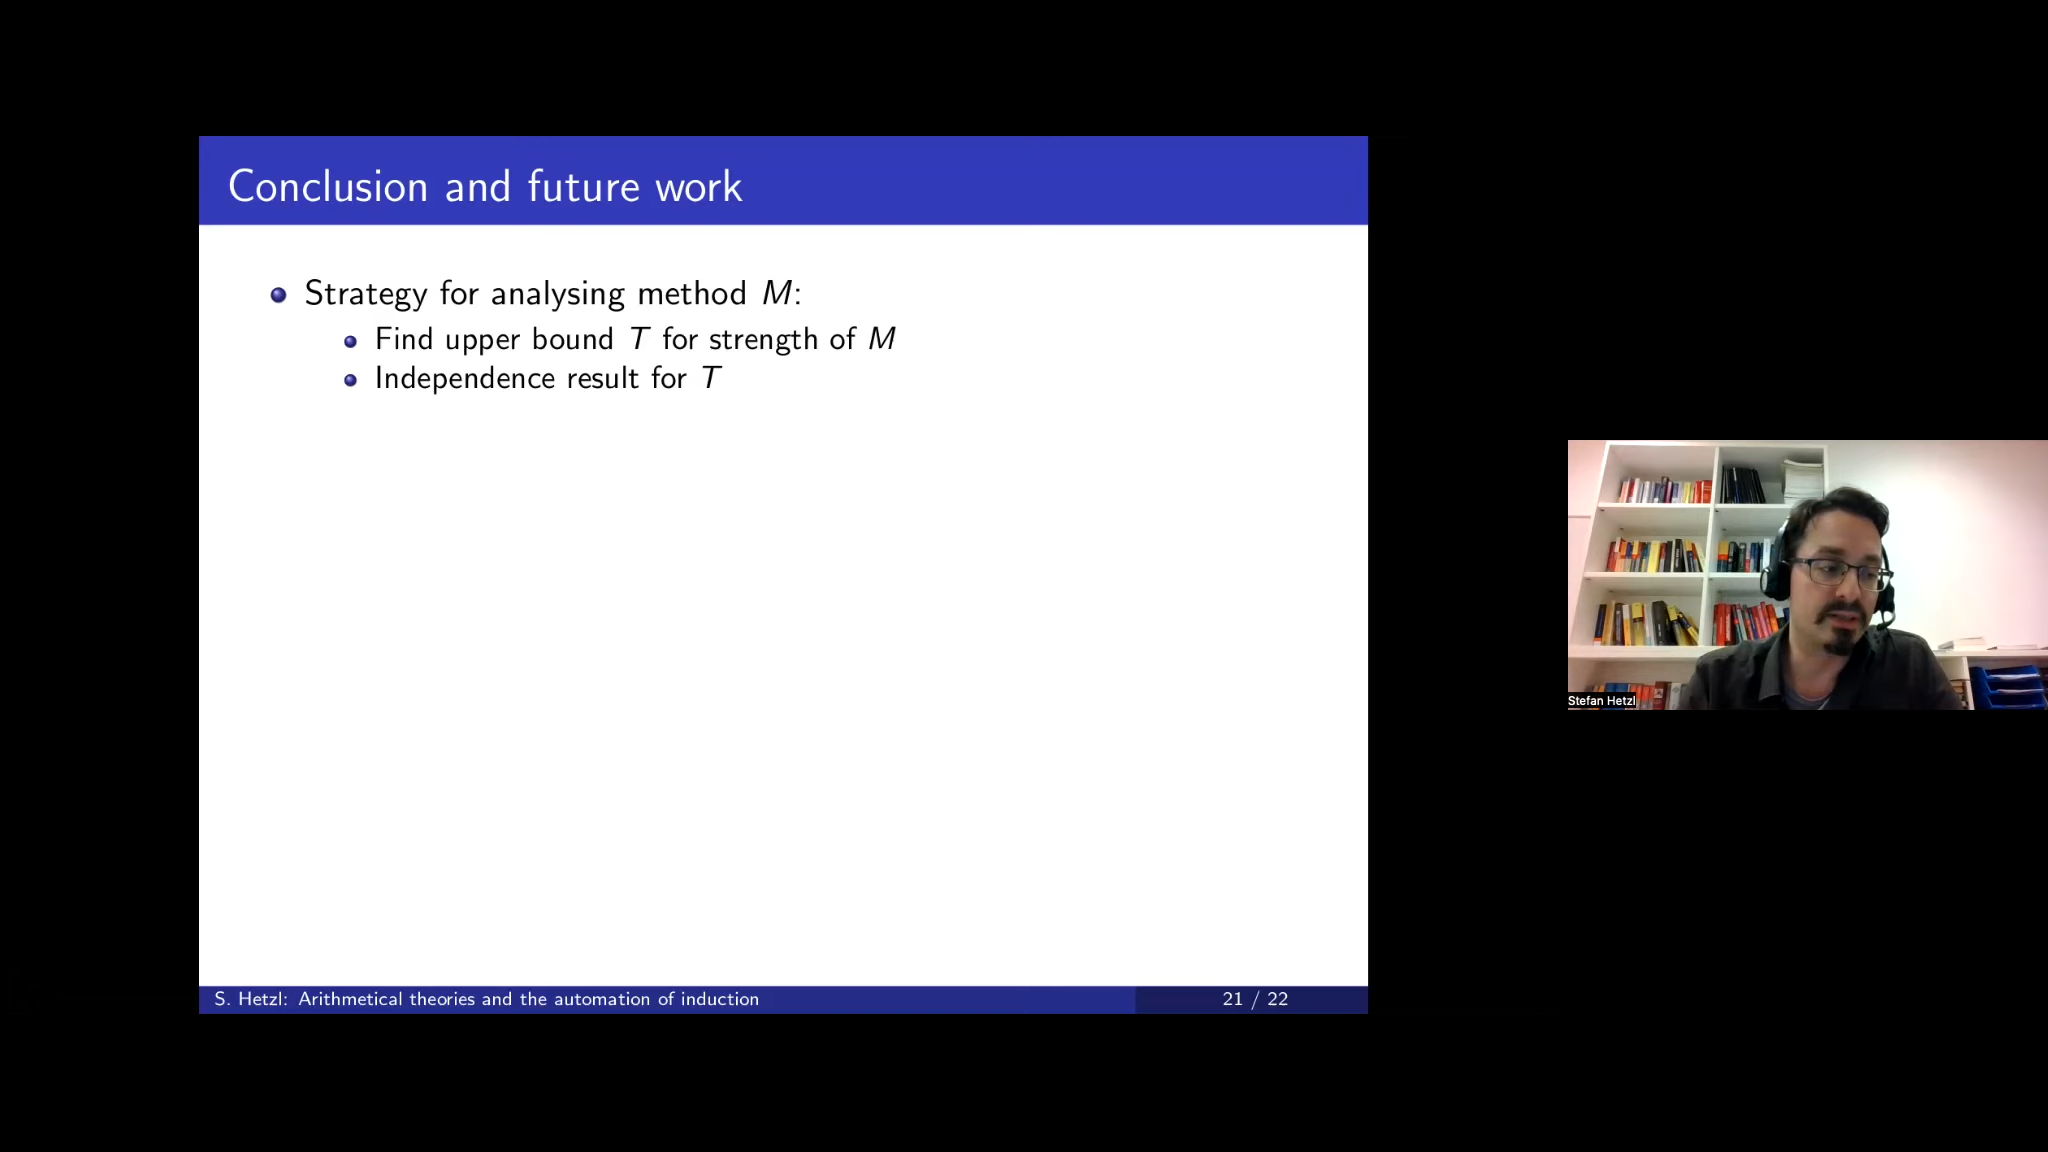 Conclusion and future work
Strategy for analysing method M:
Find upper bound T for strength of M
Independence result for T
S. Hetzl: Arithmetical theories and the automation of induction
21 / 22
Stefan Hetzl